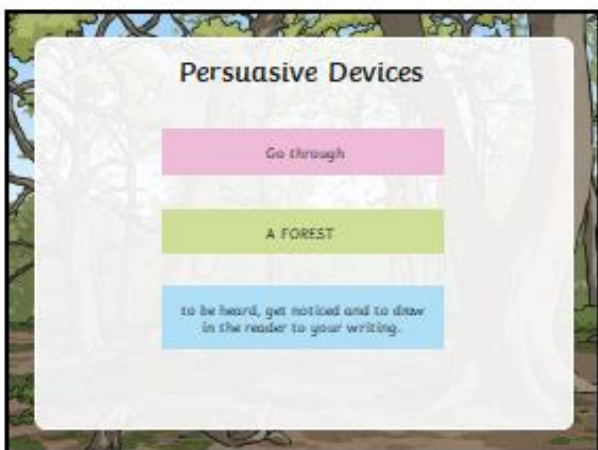 Persuasive Devices
Go through
A FOREST
to be heard, get noticed and to draw
in the reader to your writing.